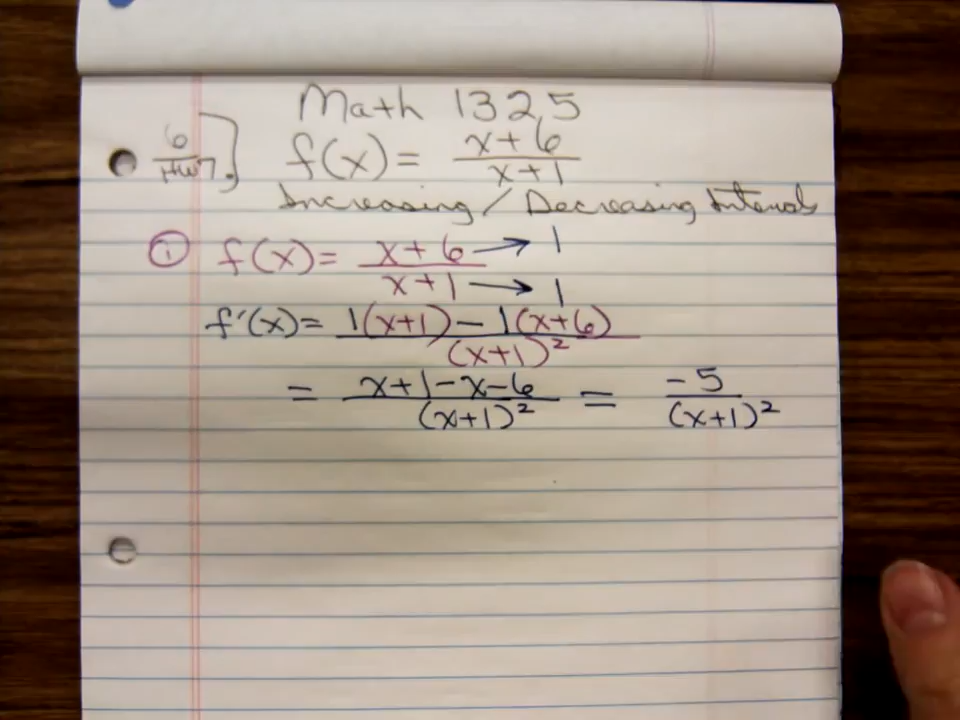 Math 1325
6/HW7] f(x) = (x+6)/(x+1)
Increasing / Decreasing Intervals
① f(x) = (x+6)/(x+1) → 1 → 1
f'(x) = (1(x+1) - 1(x+6))/(x+1)²
= (x+1-x-6)/(x+1)² = -5/(x+1)²